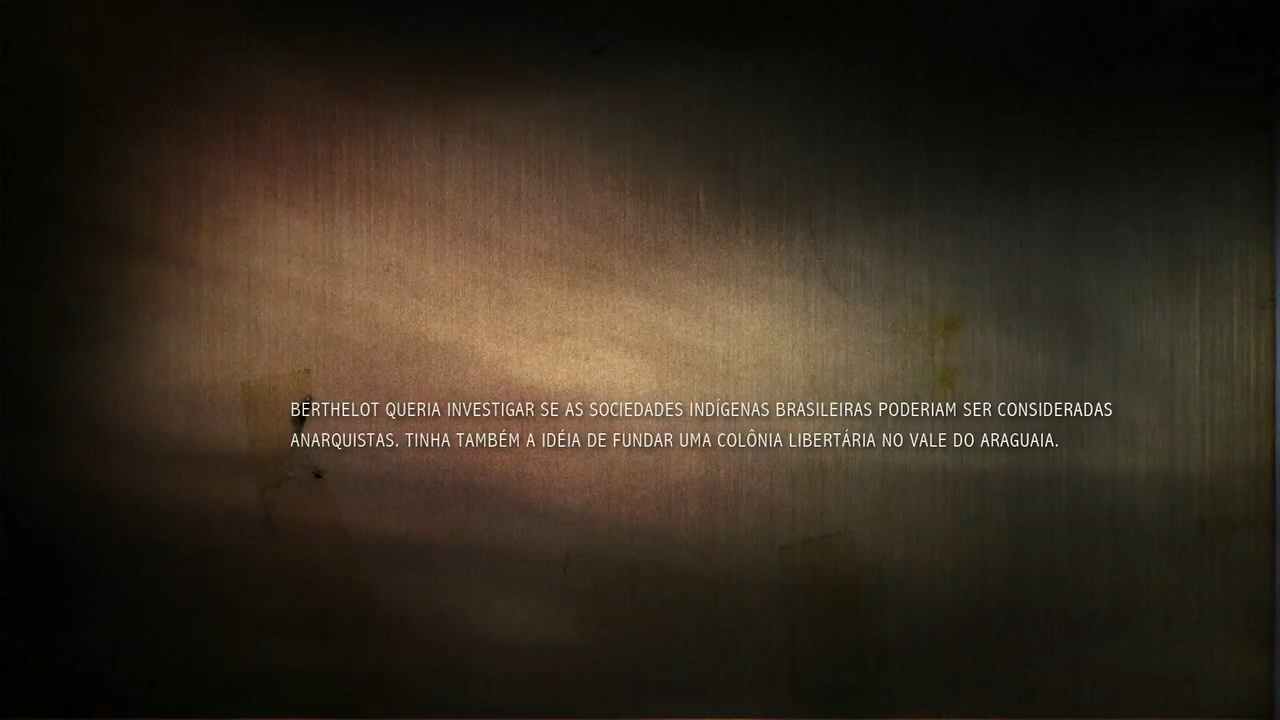 BERTHELOT QUERIA INVESTIGAR SE AS SOCIEDADES INDÍGENAS BRASILEIRAS PODERIAM SER CONSIDERADAS
ANARQUISTAS. TINHA TAMBÉM A IDÉIA DE FUNDAR UMA COLÔNIA LIBERTÁRIA NO VALE DO ARAGUAIA.